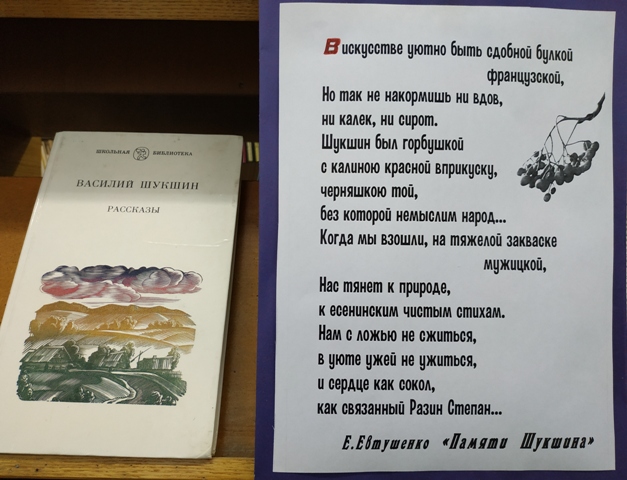 ШКОЛЬНАЯ БИБЛИОТЕКА
ВАСИЛИЙ ШУКШИН
РАССКАЗЫ
В искусстве уютно быть сдобной булкой
французской,
Но так не накормишь ни вдов,
ни калек, ни сирот.
Шукшин был горбушкой
с калиною красной вприкуску,
черняшкою той,
без которой немыслим народ...
Когда мы взошли, на тяжелой закваске
мужицкой,
Нас тянет к природе,
к есенинским чистым стихам.
Нам с ложью не сжиться,
в уюте ужей не ужиться,
и сердце как сокол,
как связанный Разин Степан...
Е.Евтушенко «Памяти Шукшина»